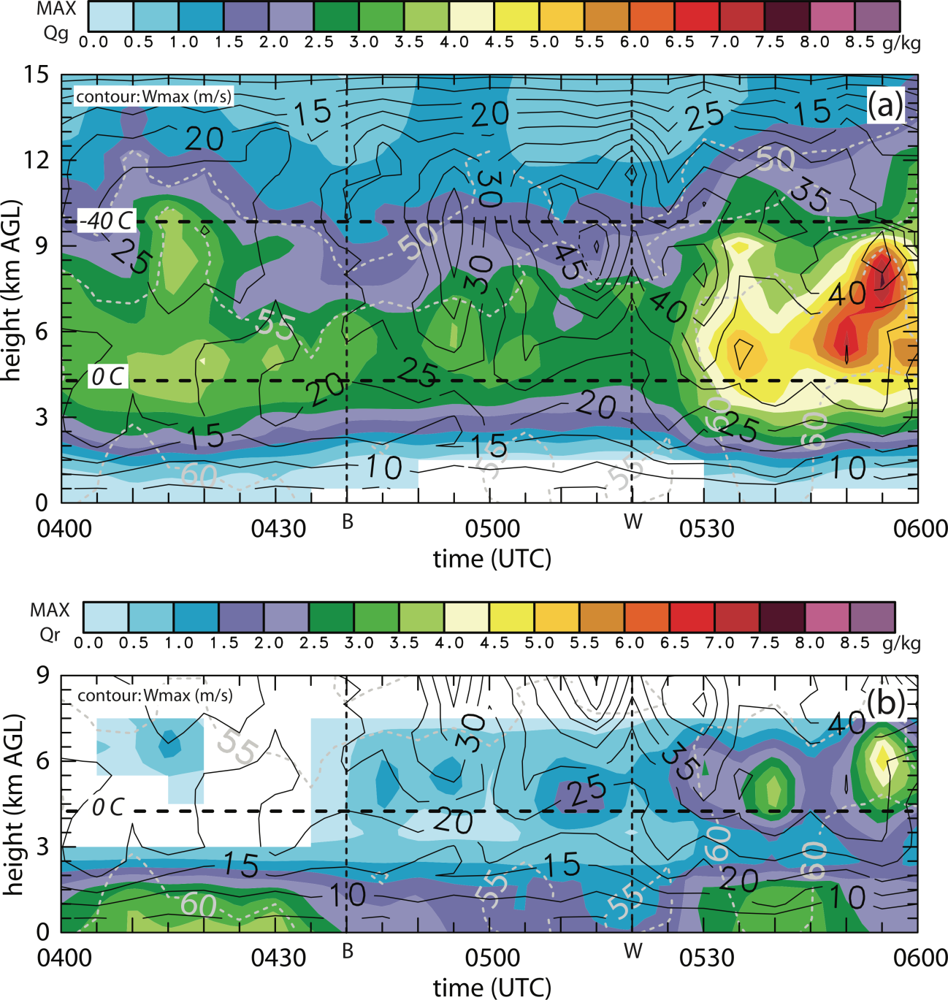 MAX
Qg
0.0 0.5 1.0 1.5 2.0 2.5 3.0 3.5 4.0 4.5 5.0 5.5 6.0 6.5 7.0 7.5 8.0 8.5 g/kg
15
12
9
6
3
0
height (km AGL)
contour: Wmax (m/s)
(a)
15 20 25 15
20
50
30 35
-40 C
25 50 45
30
40 40
55
0 C
25
20
20
60 25 60
15 15
10 10
60 55 55
0400 0430 B 0500 W 0530 0600
time (UTC)
MAX
Qr
0.0 0.5 1.0 1.5 2.0 2.5 3.0 3.5 4.0 4.5 5.0 5.5 6.0 6.5 7.0 7.5 8.0 8.5 g/kg
9
6
3
0
height (km AGL)
contour: Wmax (m/s)
(b)
40
30
55 35
25
0 C
20
60 60
15 15
20
10 10
60 55 55
0400 0430 B 0500 W 0530 0600
time (UTC)